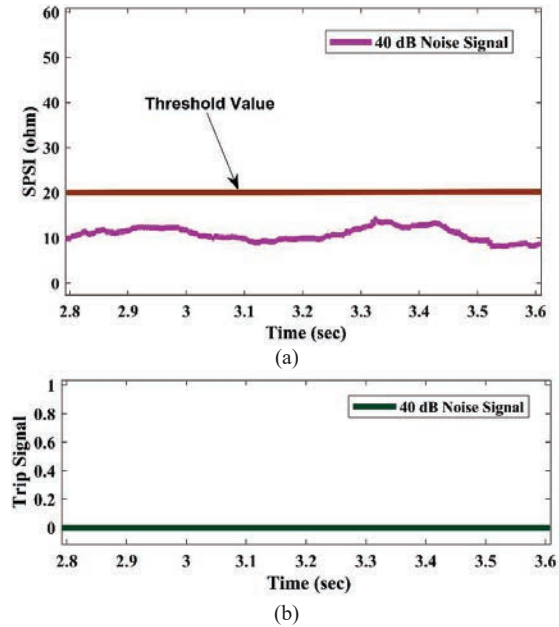 60
40 dB Noise Signal
50
40
Threshold Value
30
20
10
0
SPSI (ohm)
2.8 2.9 3 3.1 3.2 3.3 3.4 3.5 3.6
Time (sec)
(a)
1
40 dB Noise Signal
0.8
0.6
0.4
0.2
0
Trip Signal
2.8 2.9 3 3.1 3.2 3.3 3.4 3.5 3.6
Time (sec)
(b)